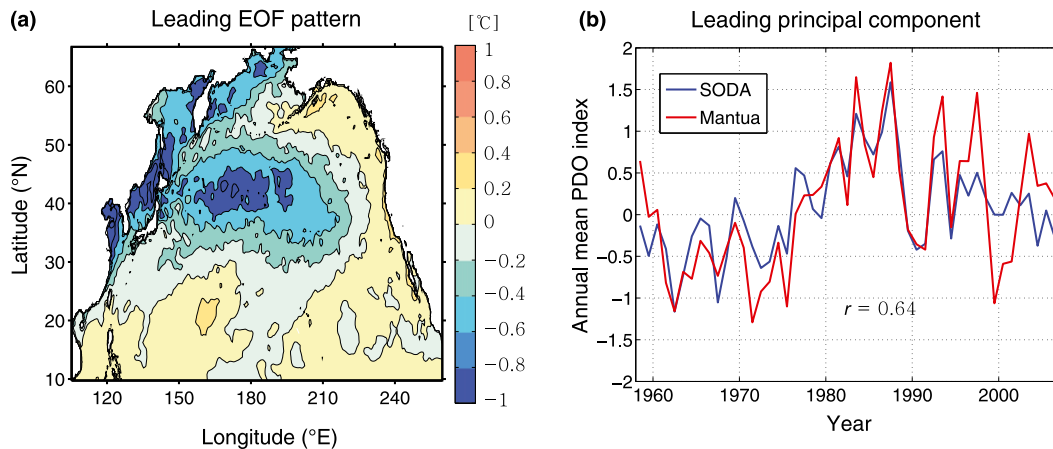 (a) Leading EOF pattern
[℃]
1
0.8
0.6
0.4
0.2
0
−0.2
−0.4
−0.6
−0.8
−1
60
50
40
30
20
10
Latitude (°N)
120 150 180 210 240
Longitude (°E)
(b) Leading principal component
2
1.5
1
0.5
0
−0.5
−1
−1.5
−2
Annual mean PDO index
SODA
Mantua
r = 0.64
1960 1970 1980 1990 2000
Year